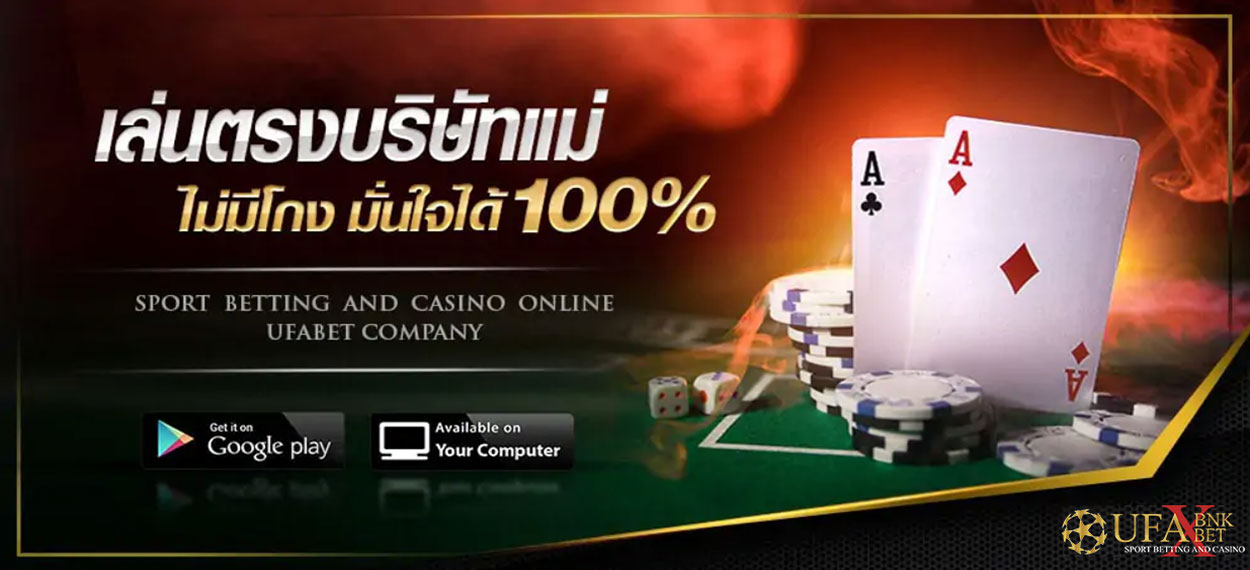 เล่นตรงบริษัทแม่
ไม่มีโกง มั่นใจได้ 100%
SPORT BETTING AND CASINO ONLINE
UFABET COMPANY
Get it on
Google play
Available on
Your Computer
A
A
A
UFA X BNK BET
SPORT BETTING AND CASINO